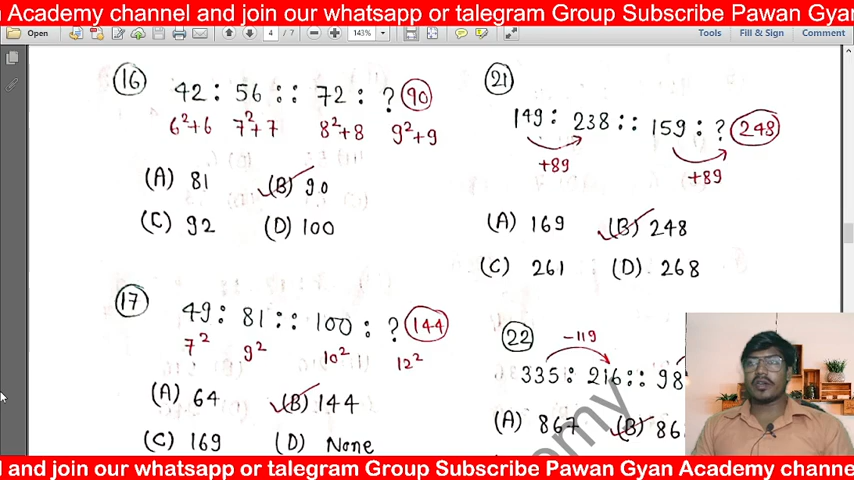 Academy channel and join our whatsapp or talegram Group Subscribe Pawan Gyan
Open
4 / 7
143%
Tools
Fill & Sign
Comment
16
42 : 56 :: 72 : ? 90
6²+6 7²+7 8²+8 9²+9
(A) 81 (B) 90
(C) 92 (D) 100
17
49 : 81 :: 100 : ? 144
7² 9² 10² 12²
(A) 64 (B) 144
(C) 169 (D) None
21
149 : 238 :: 159 : ? 248
+89 +89
(A) 169 (B) 248
(C) 261 (D) 268
22
-119
335 : 216 :: 98
(A) 867 (B) 86
and join our whatsapp or talegram Group Subscribe Pawan Gyan Academy channe